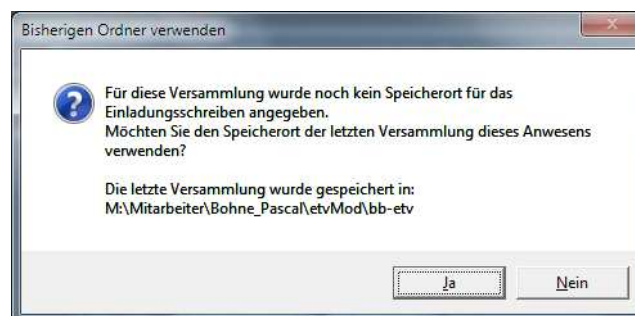 Bisherigen Ordner verwenden
Für diese Versammlung wurde noch kein Speicherort für das
Einladungsschreiben angegeben.
Möchten Sie den Speicherort der letzten Versammlung dieses Anwesens
verwenden?
Die letzte Versammlung wurde gespeichert in:
M:\Mitarbeiter\Bohne_Pascal\etvMod\bb-etv
Ja
Nein